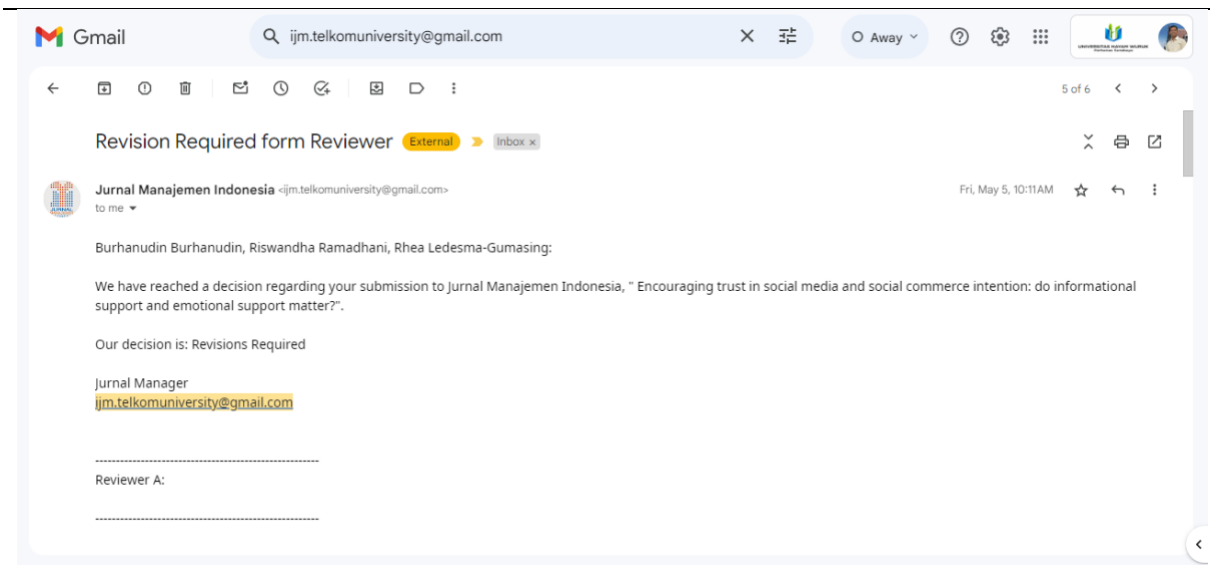 Gmail
ijm.telkomuniversity@gmail.com
Away
5 of 6
Revision Required form Reviewer External Inbox x
Jurnal Manajemen Indonesia <ijm.telkomuniversity@gmail.com>
Fri, May 5, 10:11AM
to me
Burhanudin Burhanudin, Riswandha Ramadhani, Rhea Ledesma-Gumasing:
We have reached a decision regarding your submission to Jurnal Manajemen Indonesia, " Encouraging trust in social media and social commerce intention: do informational
support and emotional support matter?".
Our decision is: Revisions Required
Jurnal Manager
ijm.telkomuniversity@gmail.com
------------------------------------------------------
Reviewer A:
------------------------------------------------------